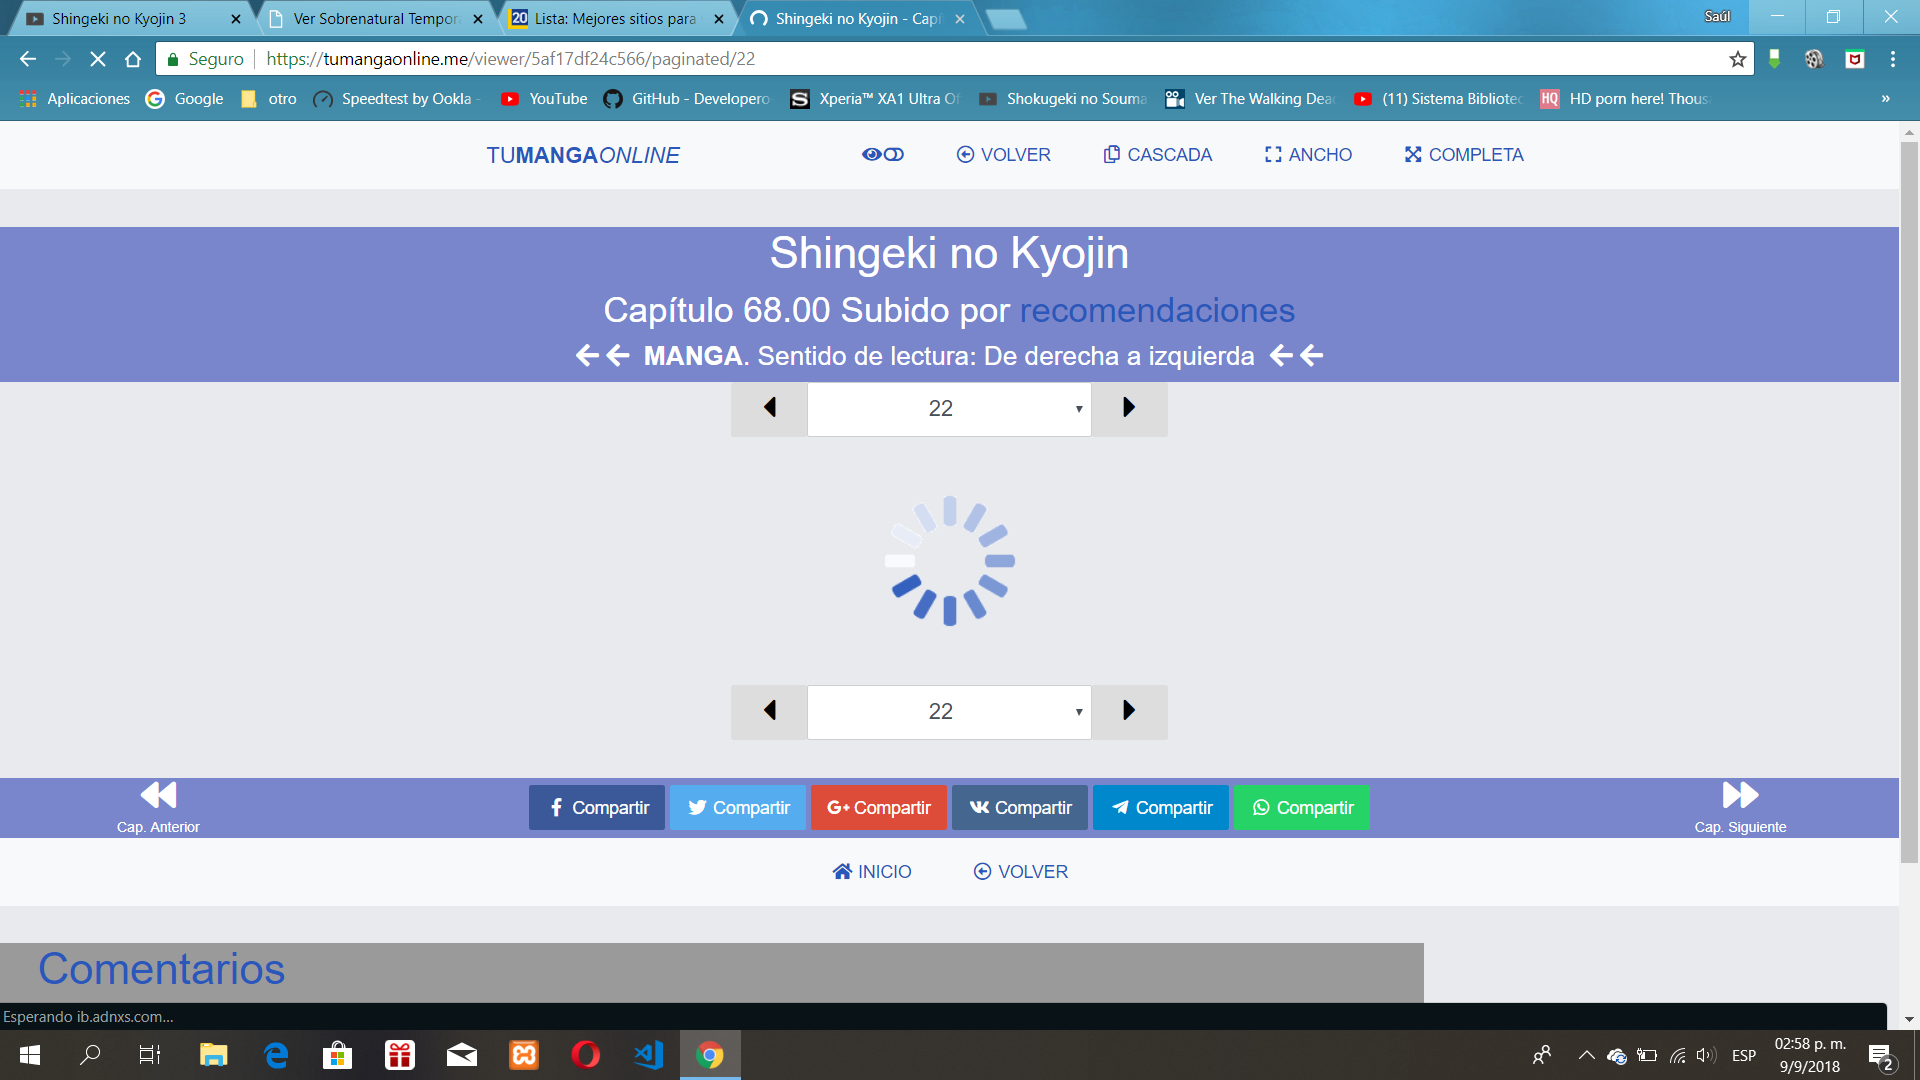 Shingeki no Kyojin 3
Ver Sobrenatural Tempor
Lista: Mejores sitios para
Shingeki no Kyojin - Capí
Saúl
Seguro
https://tumangaonline.me/viewer/5af17df24c566/paginated/22
Aplicaciones
Google
otro
Speedtest by Ookla -
YouTube
GitHub - Developero
Xperia™ XA1 Ultra Of
Shokugeki no Souma
Ver The Walking Dead
(11) Sistema Bibliotec
HQ
HD porn here! Thous
»
TUMANGAONLINE
VOLVER
CASCADA
ANCHO
COMPLETA
Shingeki no Kyojin
Capítulo 68.00 Subido por recomendaciones
MANGA. Sentido de lectura: De derecha a izquierda
22
22
Cap. Anterior
Compartir
Compartir
G+ Compartir
Compartir
Compartir
Compartir
Cap. Siguiente
INICIO
VOLVER
Comentarios
Esperando ib.adnxs.com...
ESP
02:58 p. m.
9/9/2018
2